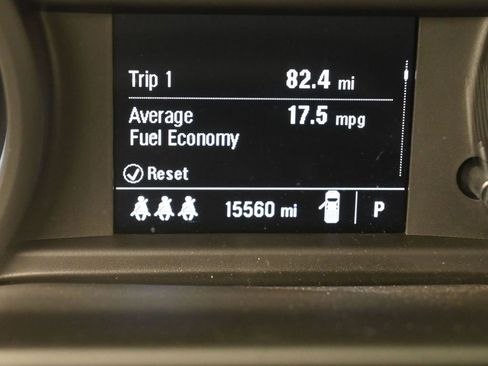 Trip 1 82.4 mi
Average 17.5 mpg
Fuel Economy
Reset
15560 mi P